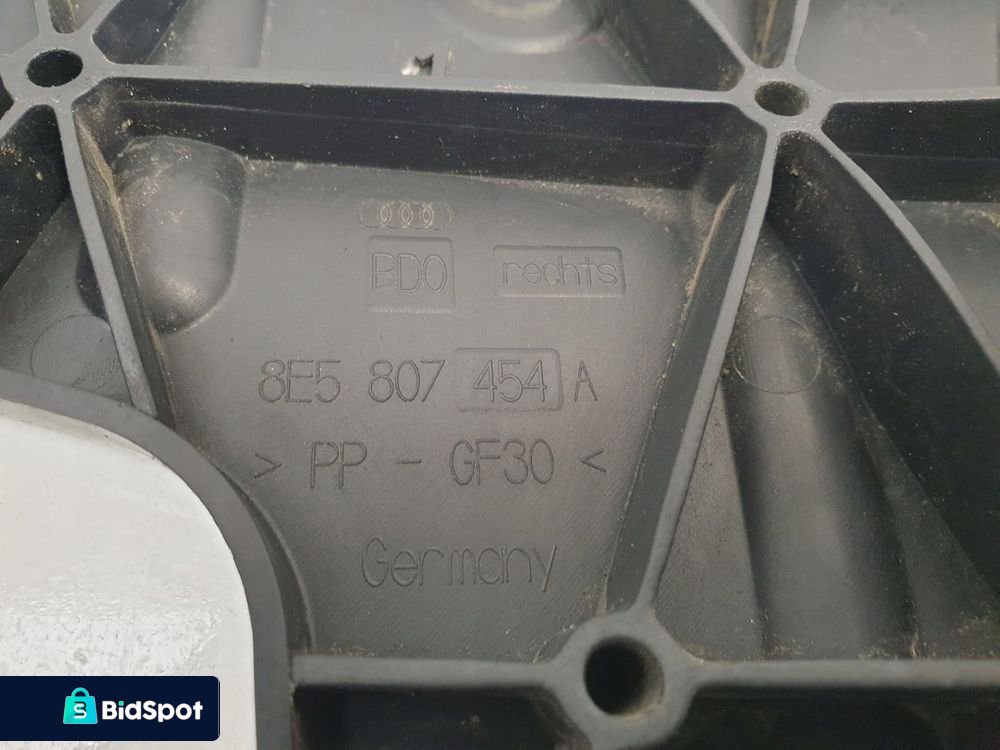 BDO rechts
8E5 807 454 A
> PP - GF30 <
Germany
BidSpot